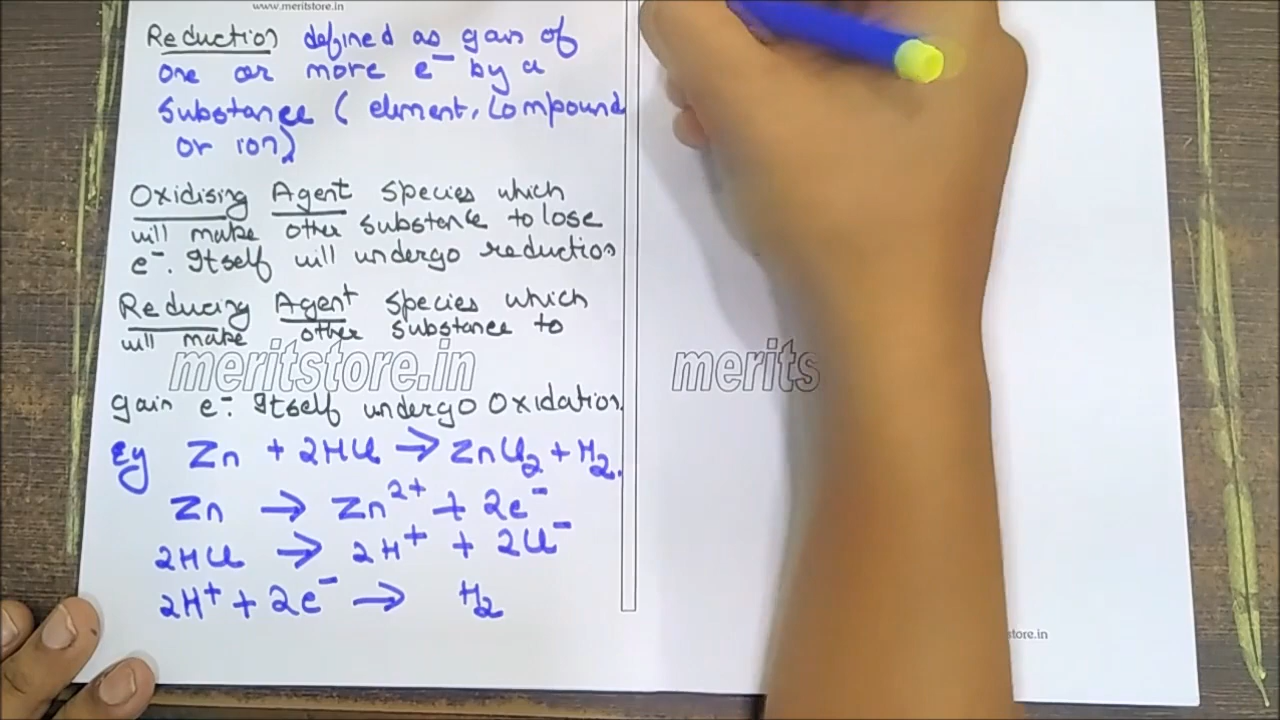 www.meritstore.in
Reduction defined as gain of
one or more e⁻ by a
substance ( element, compound
or ion)
Oxidising Agent species which
will make other substance to lose
e⁻. Itself will undergo reduction
Reducing Agent species which
will make other substance to
meritstore.in
merits
gain e⁻. Itself undergo Oxidation.
Eg Zn + 2HCl → ZnCl₂ + H₂.
Zn → Zn²⁺ + 2e⁻
2HCl → 2H⁺ + 2Cl⁻
2H⁺ + 2e⁻ → H₂
store.in